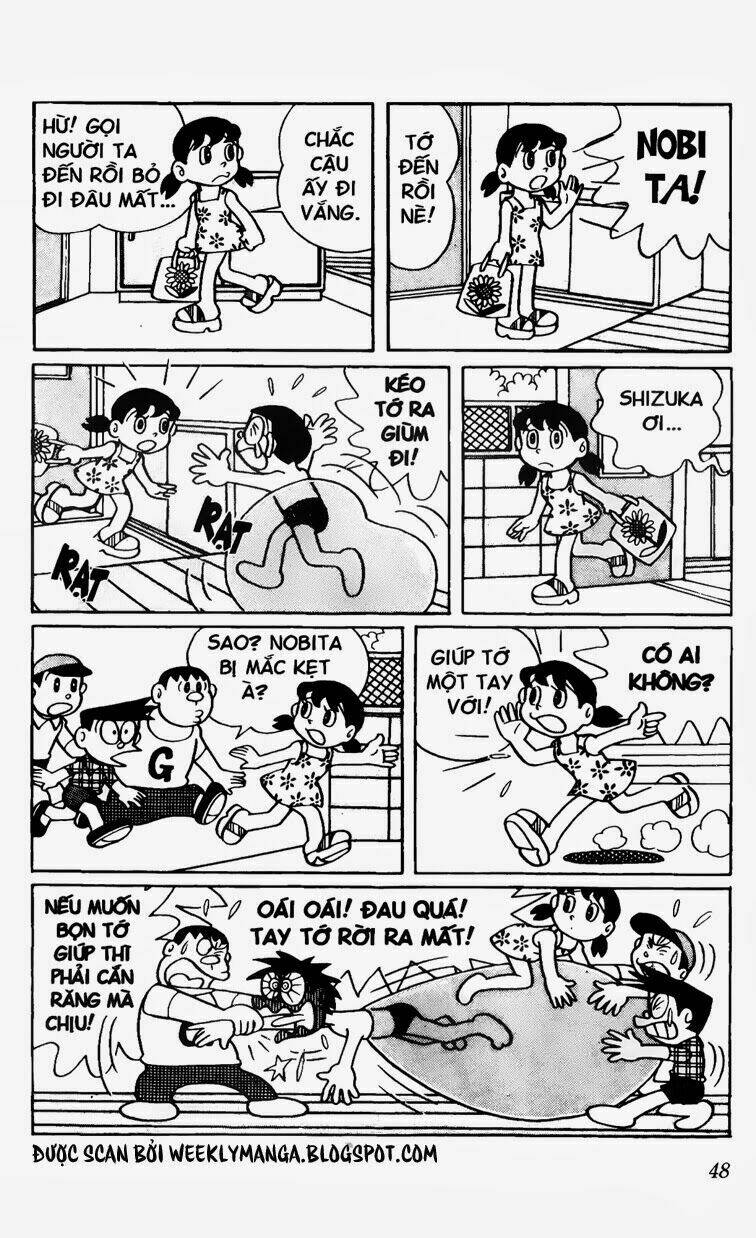 NOBI
TA!
TỚ
ĐẾN
RỒI
NÈ!
CHẮC
CẬU
ẤY ĐI
VẮNG.
HỪ! GỌI
NGƯỜI TA
ĐẾN RỒI BỎ
ĐI ĐÂU MẤT...
SHIZUKA
ƠI...
KÉO
TỚ RA
GIÙM
ĐI!
RẠT
RẠT
CÓ AI
KHÔNG?
GIÚP TỚ
MỘT TAY
VỚI!
SAO? NOBITA
BỊ MẮC KẸT
À?
G
OÁI OÁI! ĐAU QUÁ!
TAY TỚ RỜI RA MẤT!
NẾU MUỐN
BỌN TỚ
GIÚP THÌ
PHẢI CẮN
RĂNG MÀ
CHỊU!
ĐƯỢC SCAN BỞI WEEKLYMANGA.BLOGSPOT.COM
48